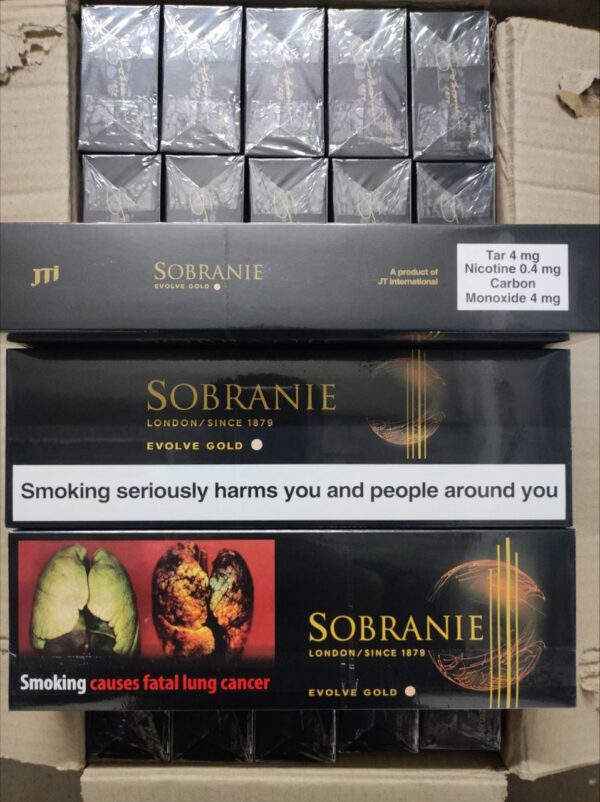 JTi
SOBRANIE
EVOLVE GOLD
A product of
JT International
Tar 4 mg
Nicotine 0.4 mg
Carbon
Monoxide 4 mg
SOBRANIE
LONDON/SINCE 1879
EVOLVE GOLD
Smoking seriously harms you and people around you
Smoking causes fatal lung cancer
SOBRANIE
LONDON/SINCE 1879
EVOLVE GOLD